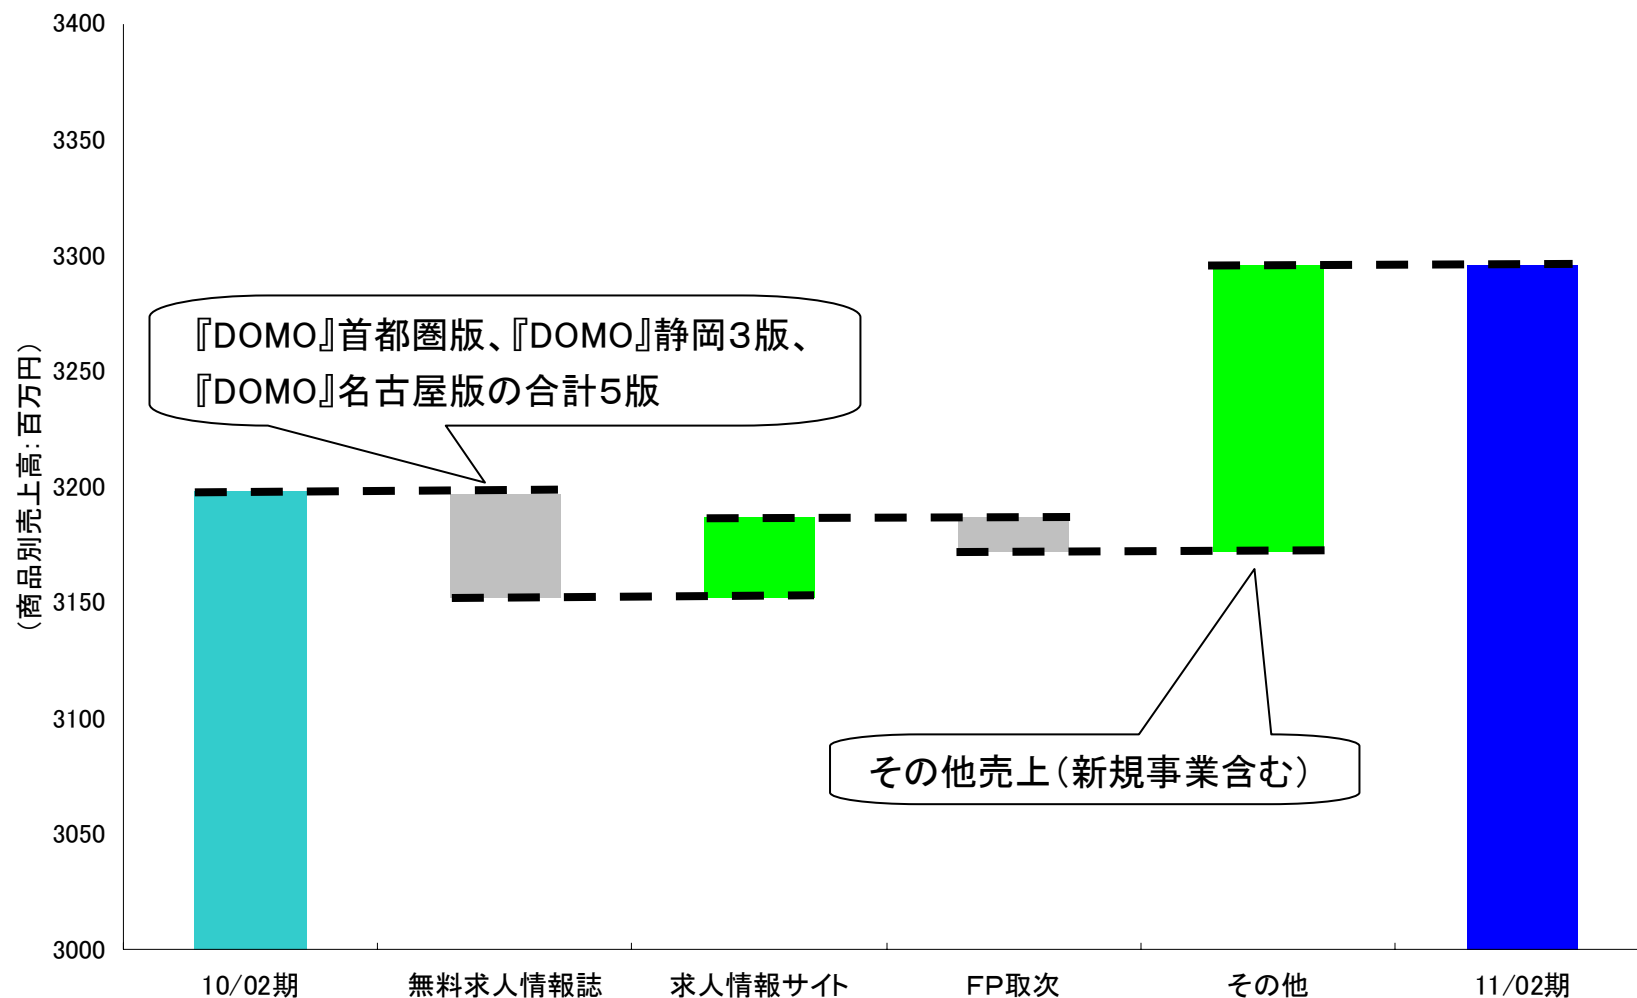 3400
3350
3300
3250
3200
3150
3100
3050
3000
(商品別売上高:百万円)
『DOMO』首都圏版、『DOMO』静岡3版、
『DOMO』名古屋版の合計5版
その他売上(新規事業含む)
10/02期
無料求人情報誌
求人情報サイト
FP取次
その他
11/02期